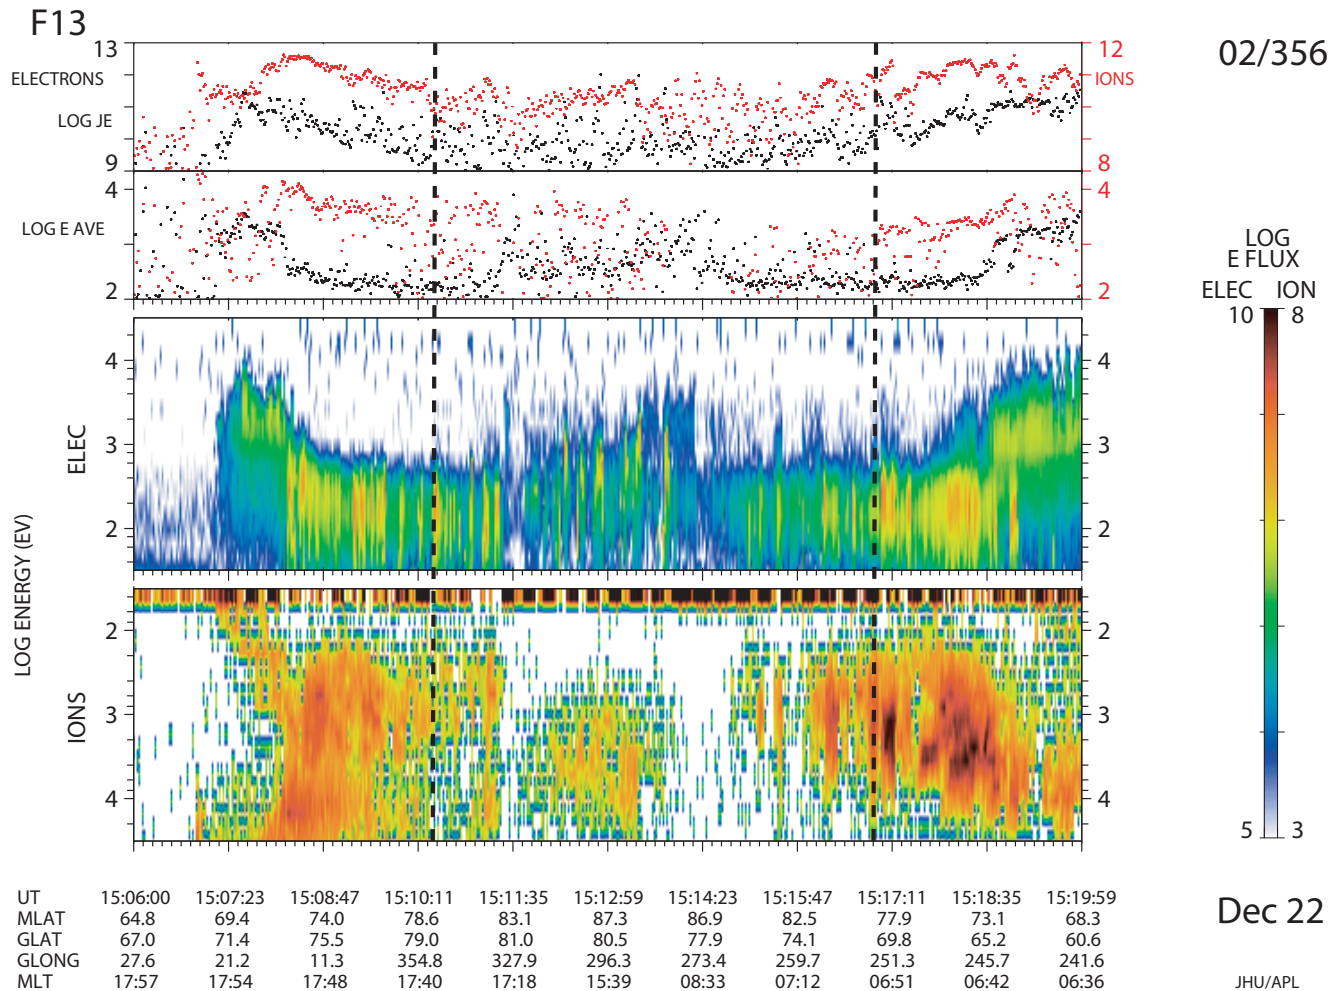 F13
02/356
13
12
ELECTRONS
IONS
LOG JE
9
8
4
4
LOG E AVE
2
2
LOG
E FLUX
ELEC ION
10 8
5 3
LOG ENERGY (EV)
ELEC
4
4
3
3
2
2
IONS
2
2
3
3
4
4
UT 15:06:00 15:07:23 15:08:47 15:10:11 15:11:35 15:12:59 15:14:23 15:15:47 15:17:11 15:18:35 15:19:59
MLAT 64.8 69.4 74.0 78.6 83.1 87.3 86.9 82.5 77.9 73.1 68.3
GLAT 67.0 71.4 75.5 79.0 81.0 80.5 77.9 74.1 69.8 65.2 60.6
GLONG 27.6 21.2 11.3 354.8 327.9 296.3 273.4 259.7 251.3 245.7 241.6
MLT 17:57 17:54 17:48 17:40 17:18 15:39 08:33 07:12 06:51 06:42 06:36
Dec 22
JHU/APL